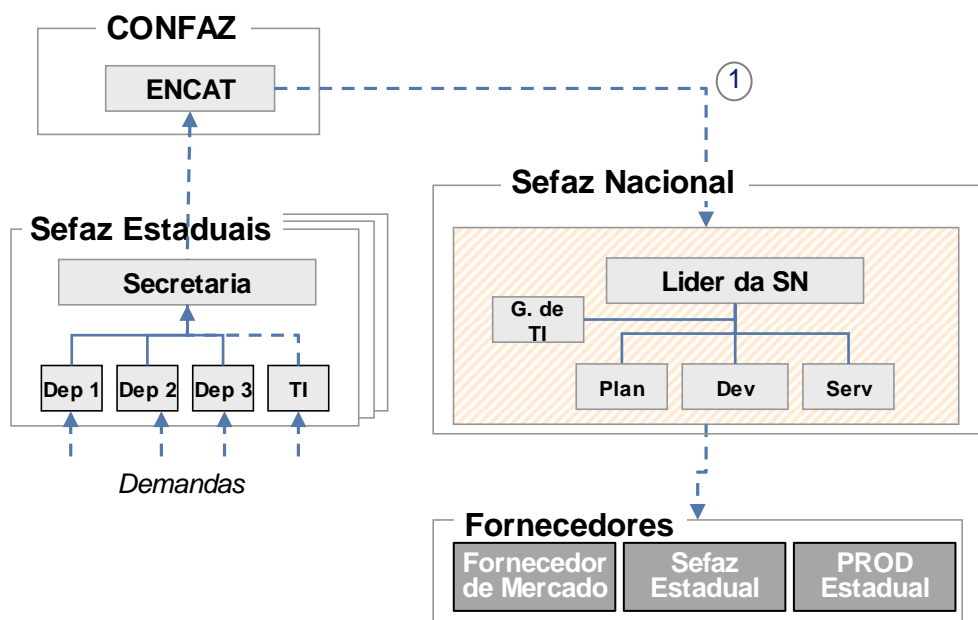 CONFAZ
ENCAT
1
Sefaz Estaduais
Secretaria
Dep 1
Dep 2
Dep 3
TI
Demandas
Sefaz Nacional
Lider da SN
G. de
TI
Plan
Dev
Serv
Fornecedores
Fornecedor
de Mercado
Sefaz
Estadual
PROD
Estadual